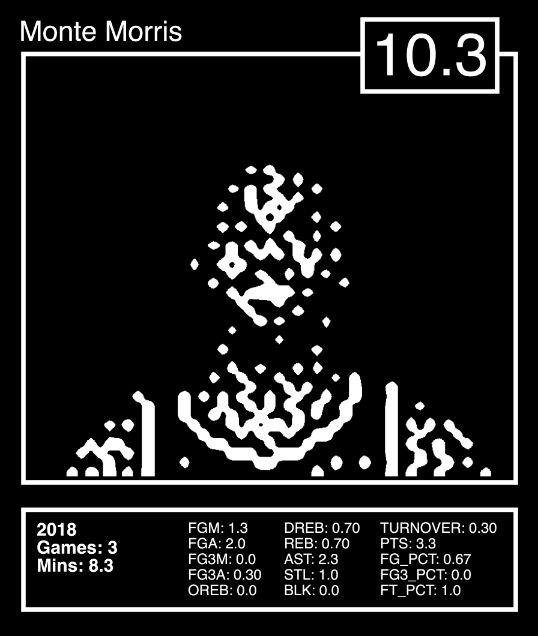 Monte Morris
10.3
2018
Games: 3
Mins: 8.3
FGM: 1.3
FGA: 2.0
FG3M: 0.0
FG3A: 0.30
OREB: 0.0
DREB: 0.70
REB: 0.70
AST: 2.3
STL: 1.0
BLK: 0.0
TURNOVER: 0.30
PTS: 3.3
FG_PCT: 0.67
FG3_PCT: 0.0
FT_PCT: 1.0